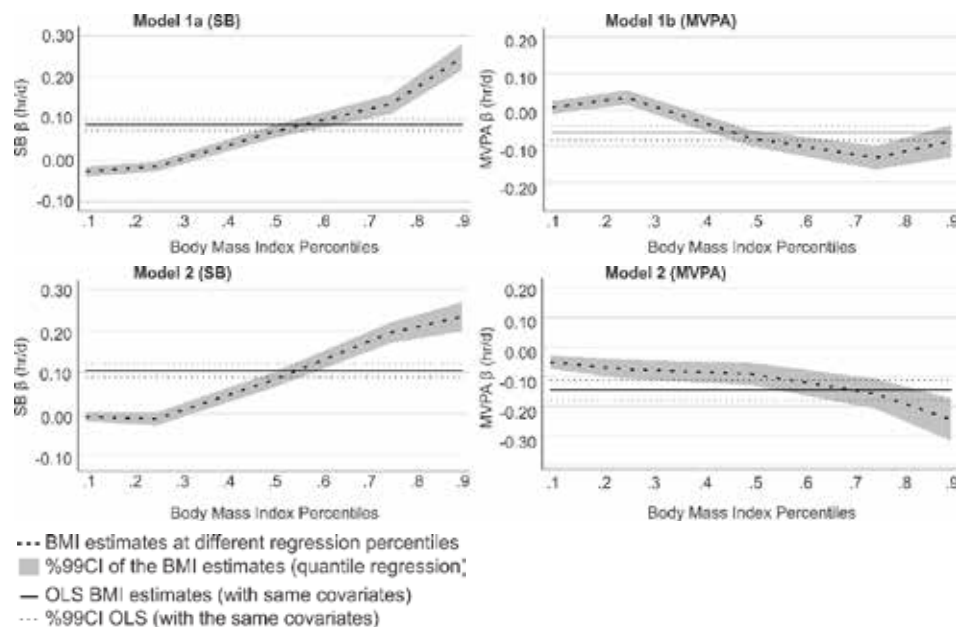 Model 1a (SB)
0.30
0.20
0.10
0.00
-0.10
SB β (hr/d)
.1 .2 .3 .4 .5 .6 .7 .8 .9
Body Mass Index Percentiles
Model 1b (MVPA)
0.20
0.10
0.00
-0.10
-0.20
MVPA β (hr/d)
.1 .2 .3 .4 .5 .6 .7 .8 .9
Body Mass Index Percentiles
Model 2 (SB)
0.30
0.20
0.10
0.00
-0.10
SB β (hr/d)
.1 .2 .3 .4 .5 .6 .7 .8 .9
Body Mass Index Percentiles
Model 2 (MVPA)
0.20
0.10
0.00
-0.10
-0.20
-0.30
MVPA β (hr/d)
.1 .2 .3 .4 .5 .6 .7 .8 .9
Body Mass Index Percentiles
BMI estimates at different regression percentiles
%99CI of the BMI estimates (quantile regression)
OLS BMI estimates (with same covariates)
%99CI OLS (with the same covariates)